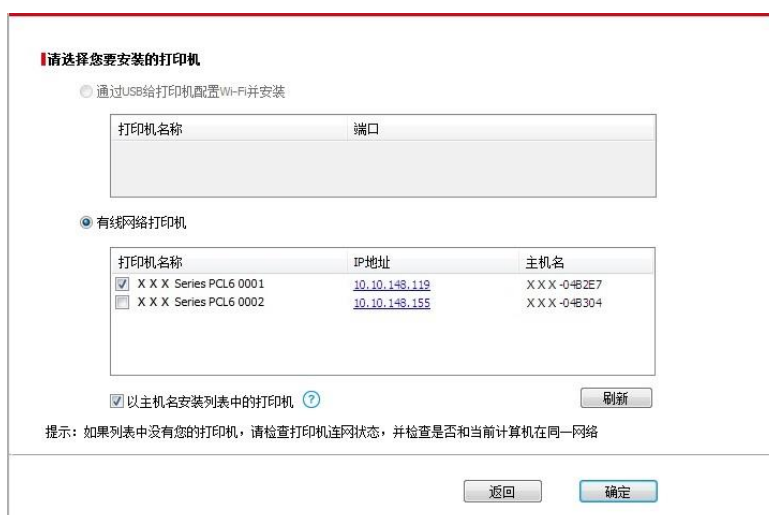 请选择您要安装的打印机
通过USB给打印机配置Wi-Fi并安装
打印机名称 端口
有线网络打印机
打印机名称 IP地址 主机名
X X X Series PCL6 0001 10.10.148.119 X X X -04B2E7
X X X Series PCL6 0002 10.10.148.155 X X X -04B304
以主机名安装列表中的打印机 ?
刷新
提示：如果列表中没有您的打印机，请检查打印机连网状态，并检查是否和当前计算机在同一网络
返回 确定